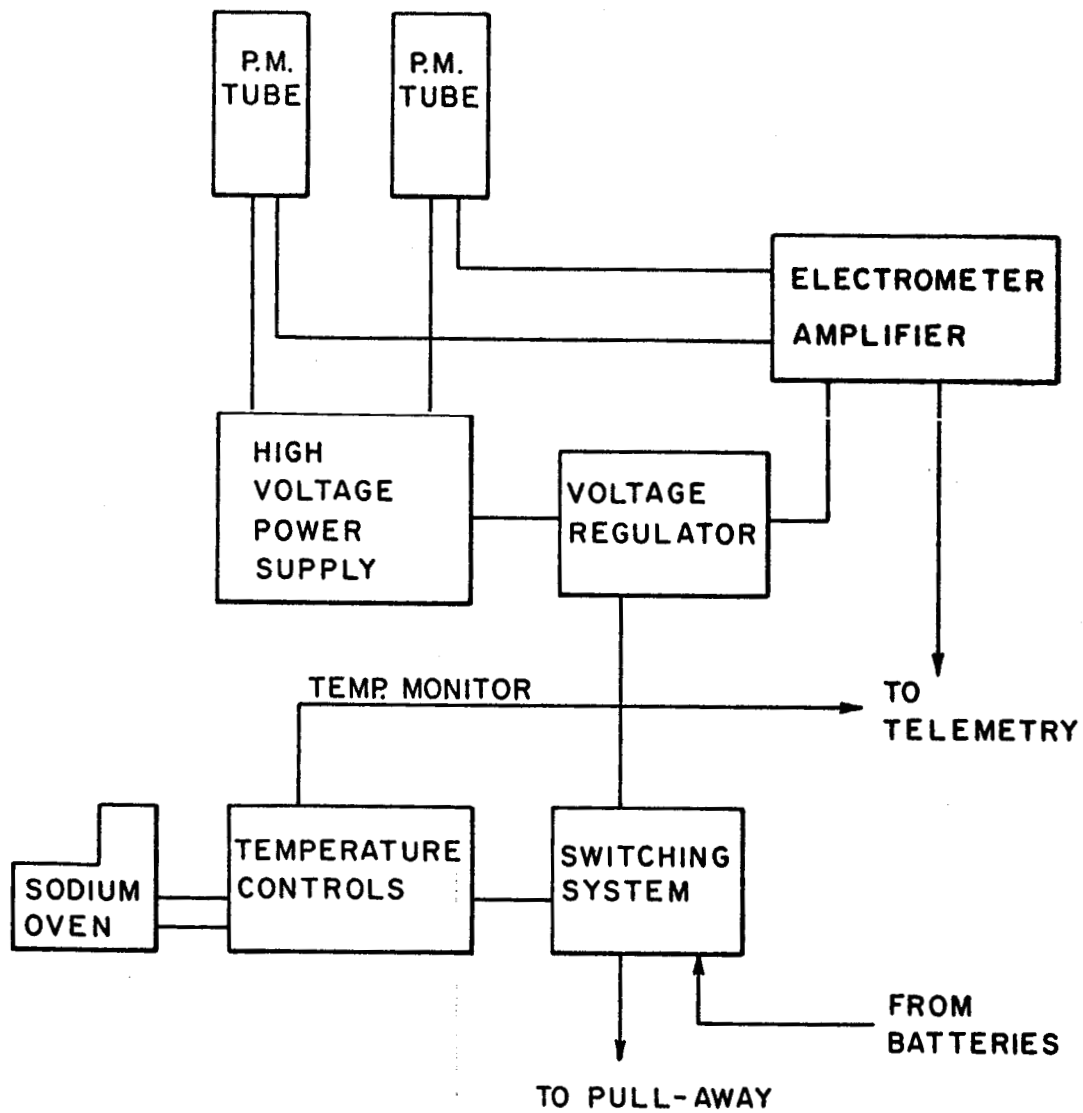 P.M.
TUBE
P.M.
TUBE
ELECTROMETER
AMPLIFIER
HIGH
VOLTAGE
POWER
SUPPLY
VOLTAGE
REGULATOR
TEMP. MONITOR
TO
TELEMETRY
TEMPERATURE
CONTROLS
SWITCHING
SYSTEM
SODIUM
OVEN
FROM
BATTERIES
TO PULL-AWAY